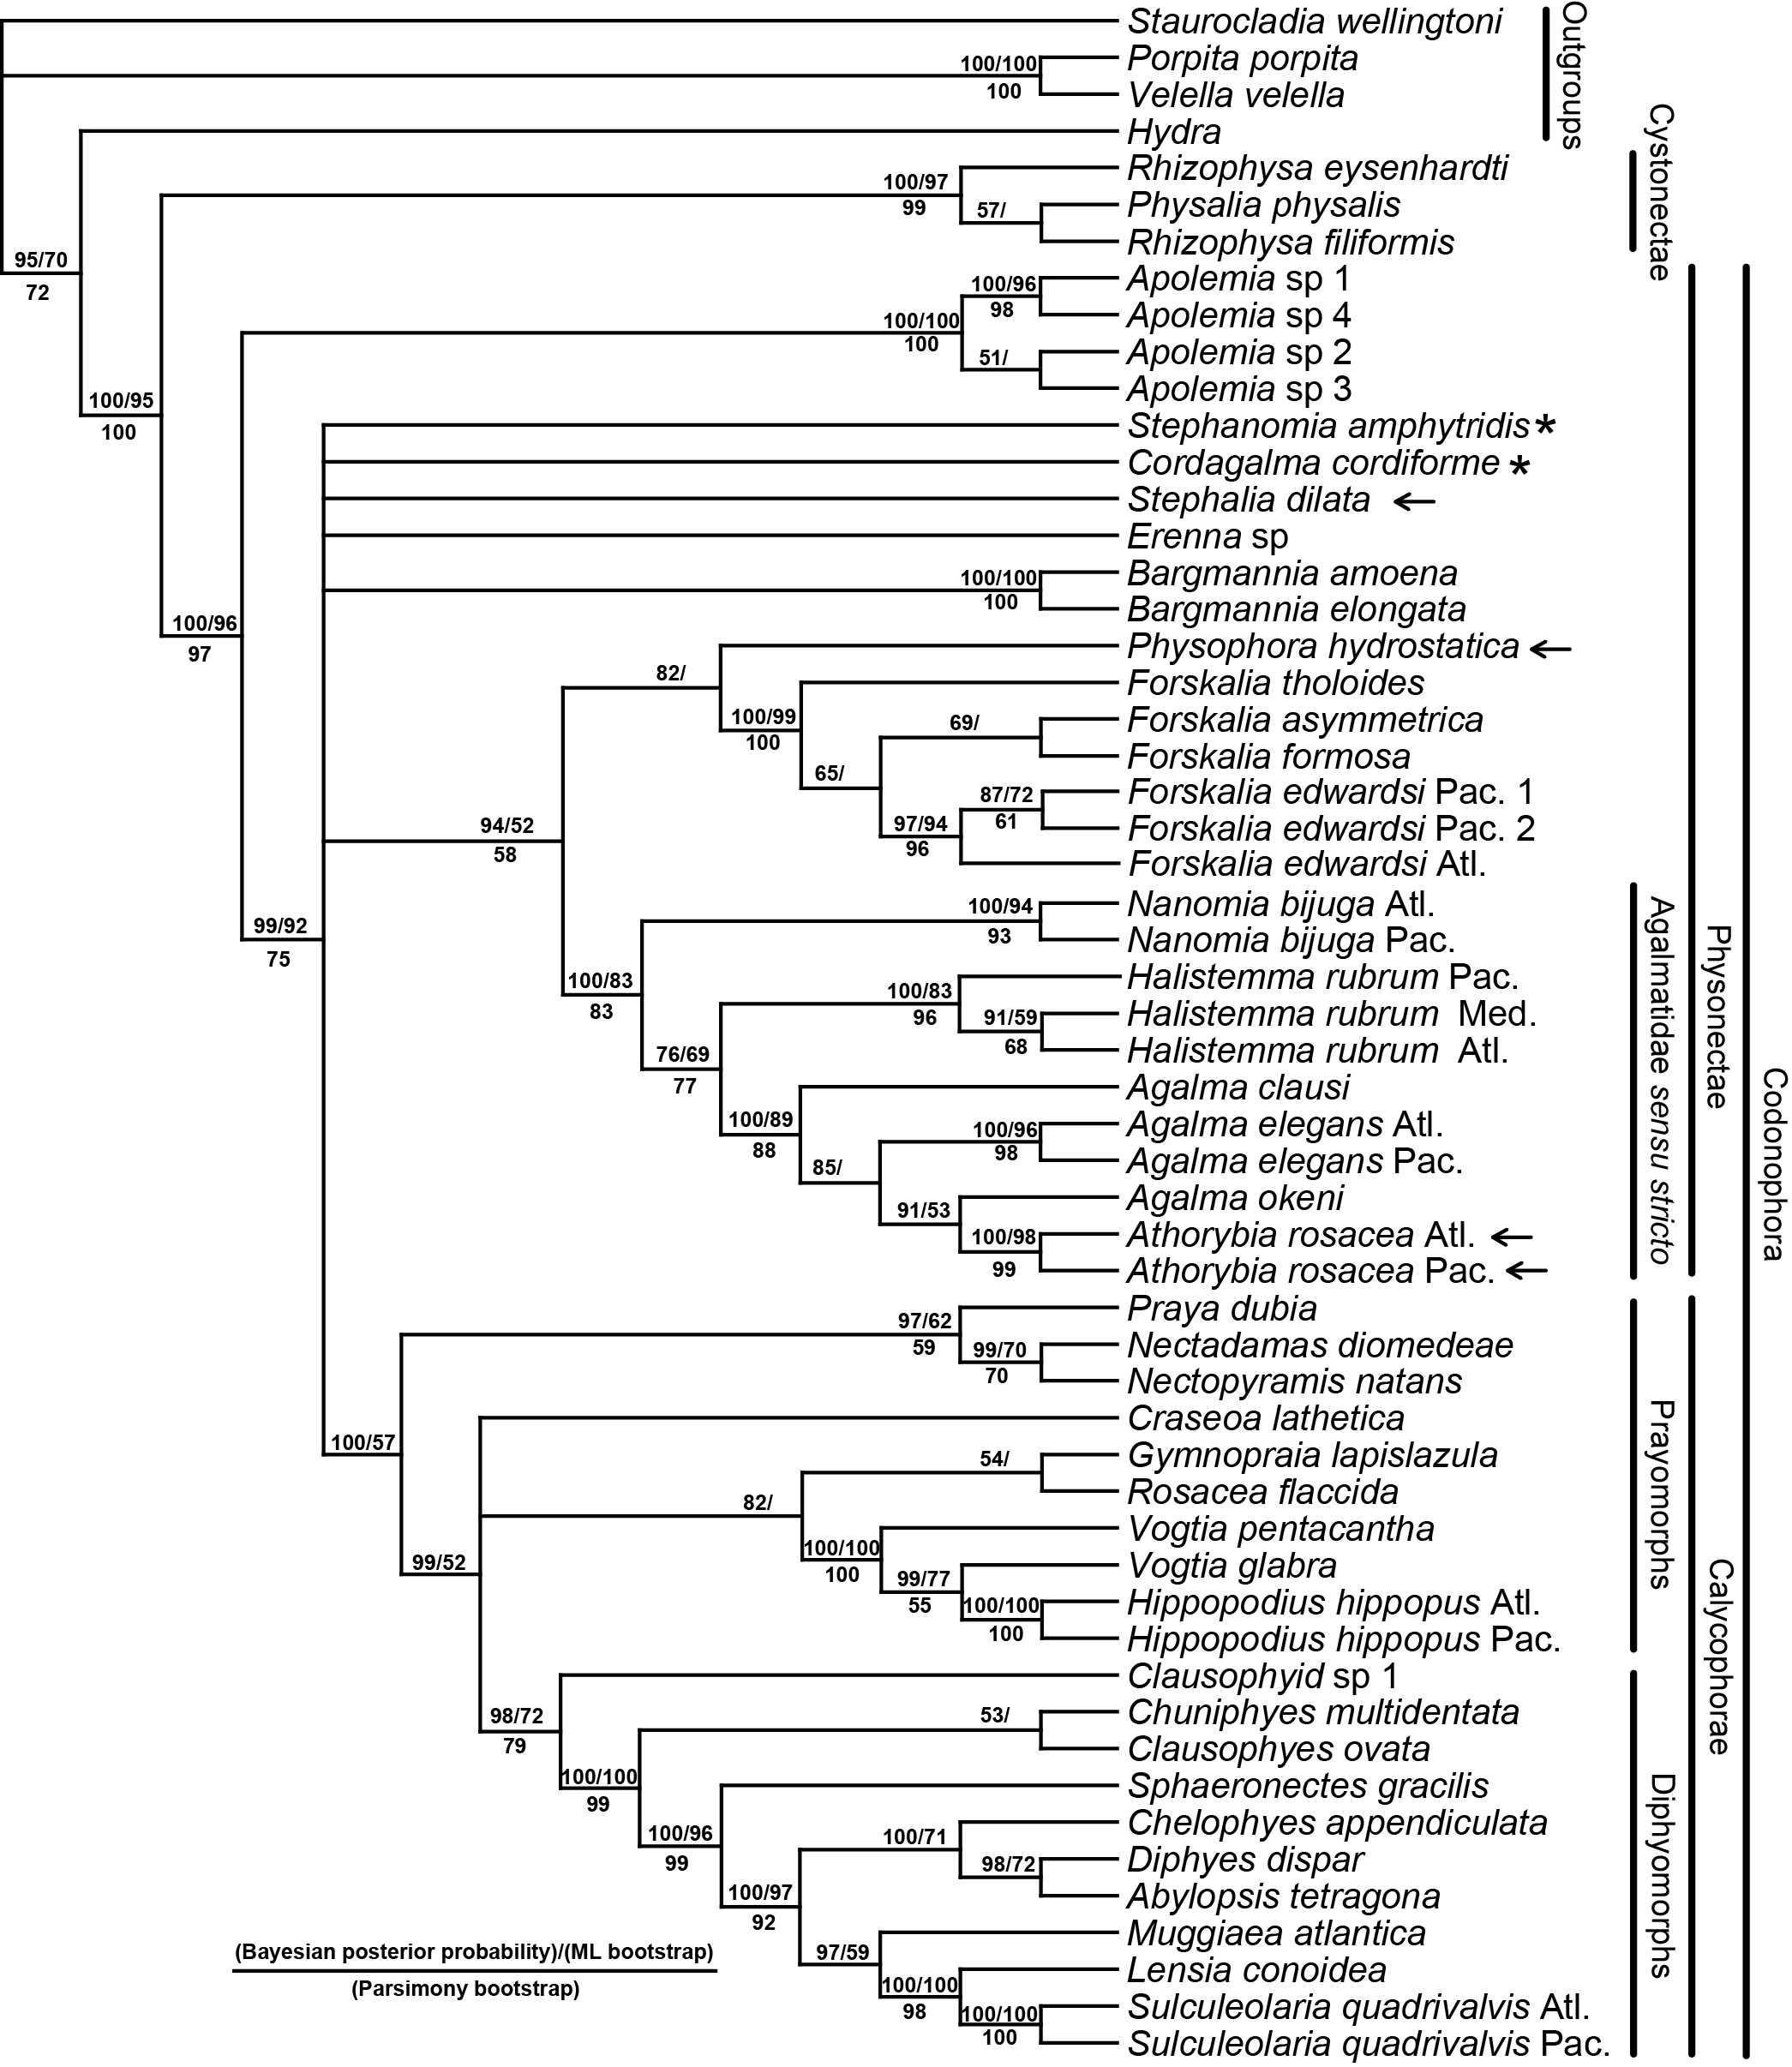 Staurocladia wellingtoni
Porpita porpita
Velella velella
Hydra
Rhizophysa eysenhardti
Physalia physalis
Rhizophysa filiformis
Apolemia sp 1
Apolemia sp 4
Apolemia sp 2
Apolemia sp 3
Stephanomia amphytridis*
Cordagalma cordiforme *
Stephalia dilata ←
Erenna sp
Bargmannia amoena
Bargmannia elongata
Physophora hydrostatica ←
Forskalia tholoides
Forskalia asymmetrica
Forskalia formosa
Forskalia edwardsi Pac. 1
Forskalia edwardsi Pac. 2
Forskalia edwardsi Atl.
Nanomia bijuga Atl.
Nanomia bijuga Pac.
Halistemma rubrum Pac.
Halistemma rubrum Med.
Halistemma rubrum Atl.
Agalma clausi
Agalma elegans Atl.
Agalma elegans Pac.
Agalma okeni
Athorybia rosacea Atl. ←
Athorybia rosacea Pac. ←
Praya dubia
Nectadamas diomedeae
Nectopyramis natans
Craseoa lathetica
Gymnopraia lapislazula
Rosacea flaccida
Vogtia pentacantha
Vogtia glabra
Hippopodius hippopus Atl.
Hippopodius hippopus Pac.
Clausophyid sp 1
Chuniphyes multidentata
Clausophyes ovata
Sphaeronectes gracilis
Chelophyes appendiculata
Diphyes dispar
Abylopsis tetragona
Muggiaea atlantica
Lensia conoidea
Sulculeolaria quadrivalvis Atl.
Sulculeolaria quadrivalvis Pac.
Outgroups
Cystonectae
Agalmatidae sensu stricto
Physonectae
Codonophora
Prayomorphs
Calycophorae
Diphyomorphs
100/100
100
100/97
99
57/
95/70
72
100/96
98
100/100
100
51/
100/95
100
100/100
100
100/96
97
82/
100/99
100
69/
65/
87/72
61
97/94
96
94/52
58
99/92
75
100/94
93
100/83
83
100/83
96
91/59
68
76/69
77
100/89
88
100/96
98
85/
91/53
100/98
99
97/62
59
99/70
70
100/57
54/
82/
100/100
100
99/52
99/77
55
100/100
100
98/72
79
53/
100/100
99
100/96
99
100/71
98/72
100/97
92
97/59
100/100
98
100/100
100
(Bayesian posterior probability)/(ML bootstrap)
(Parsimony bootstrap)